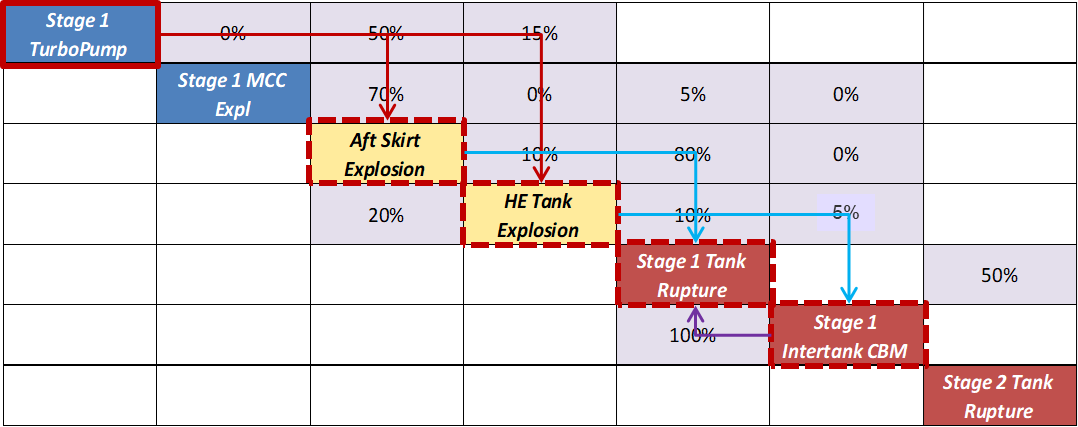 Stage 1
TurboPump
0%
50%
15%
Stage 1 MCC
Expl
70%
0%
5%
0%
Aft Skirt
Explosion
10%
80%
0%
20%
HE Tank
Explosion
10%
5%
Stage 1 Tank
Rupture
50%
100%
Stage 1
Intertank CBM
Stage 2 Tank
Rupture